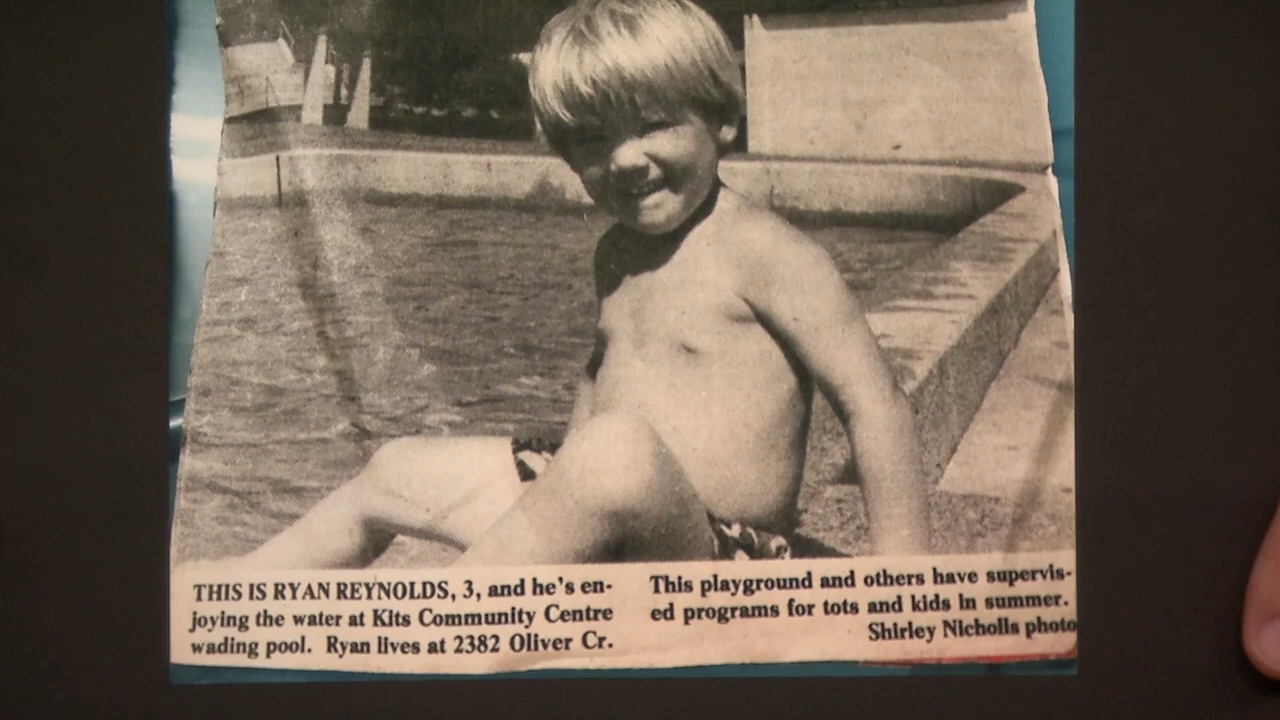 THIS IS RYAN REYNOLDS, 3, and he's en-
joying the water at Kits Community Centre
wading pool. Ryan lives at 2382 Oliver Cr.
This playground and others have supervis-
ed programs for tots and kids in summer.
Shirley Nicholls photo